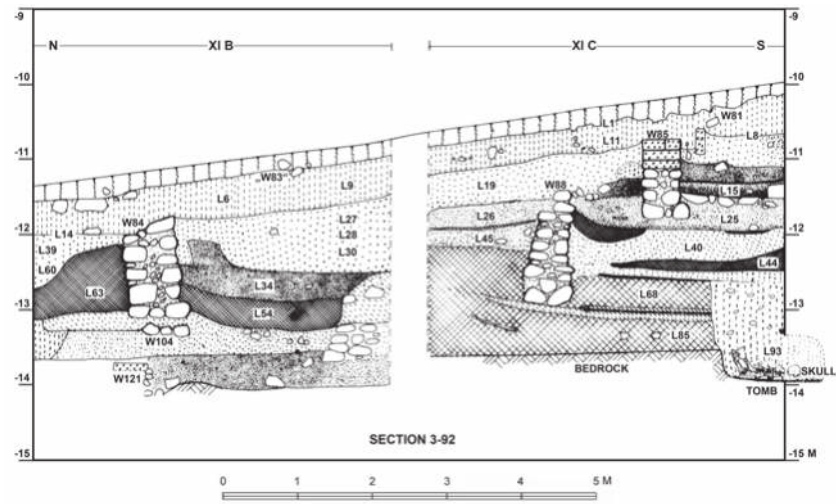 -9
N XI B XI C S
-10
W81
L1
W85
L8
L11
-11
W83
L9
L6
L19
W88
L15
W84
L27
L26
L25
L14
-12
L28
L39
L30
L45
L40
L60
L44
L34
L63
L68
-13
L54
W104
L85
L93
W121
BEDROCK
SKULL
-14
TOMB
SECTION 3-92
-15
-9
-10
-11
-12
-13
-14
-15 M
0 1 2 3 4 5 M